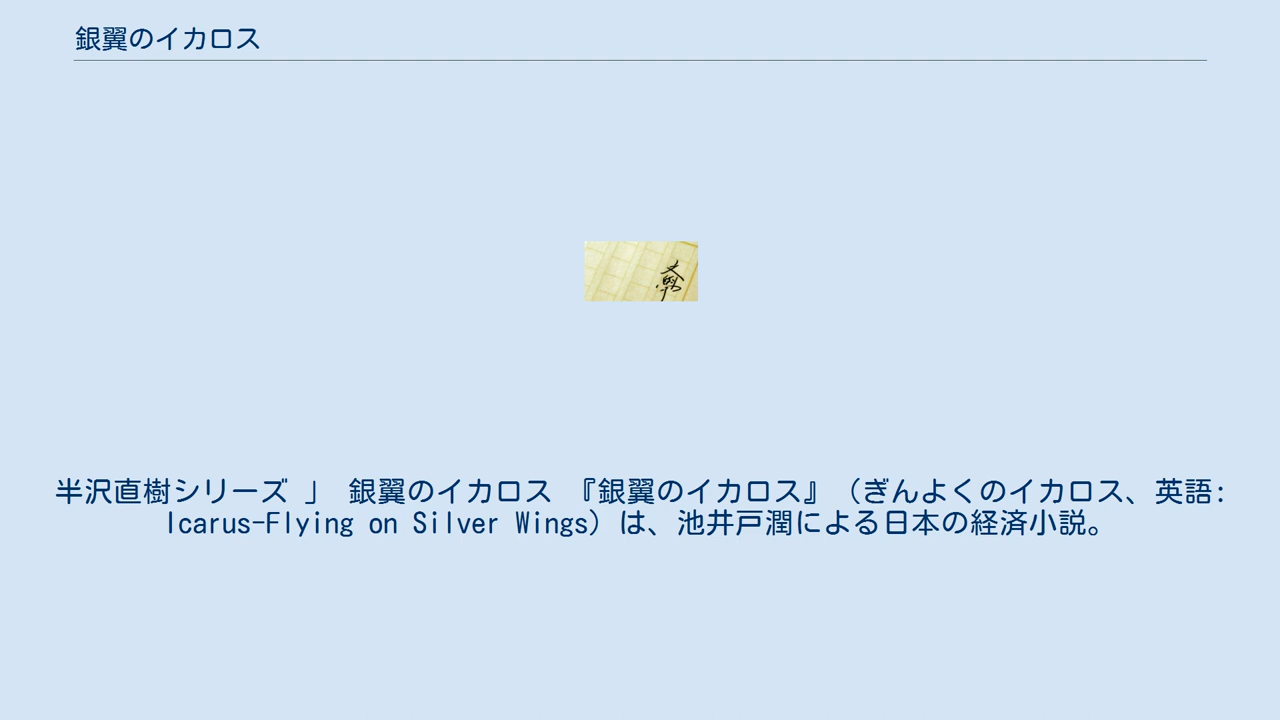 銀翼のイカロス
半沢直樹シリーズ 」 銀翼のイカロス 『銀翼のイカロス』（ぎんよくのイカロス、英語:
Icarus-Flying on Silver Wings）は、池井戸潤による日本の経済小説。